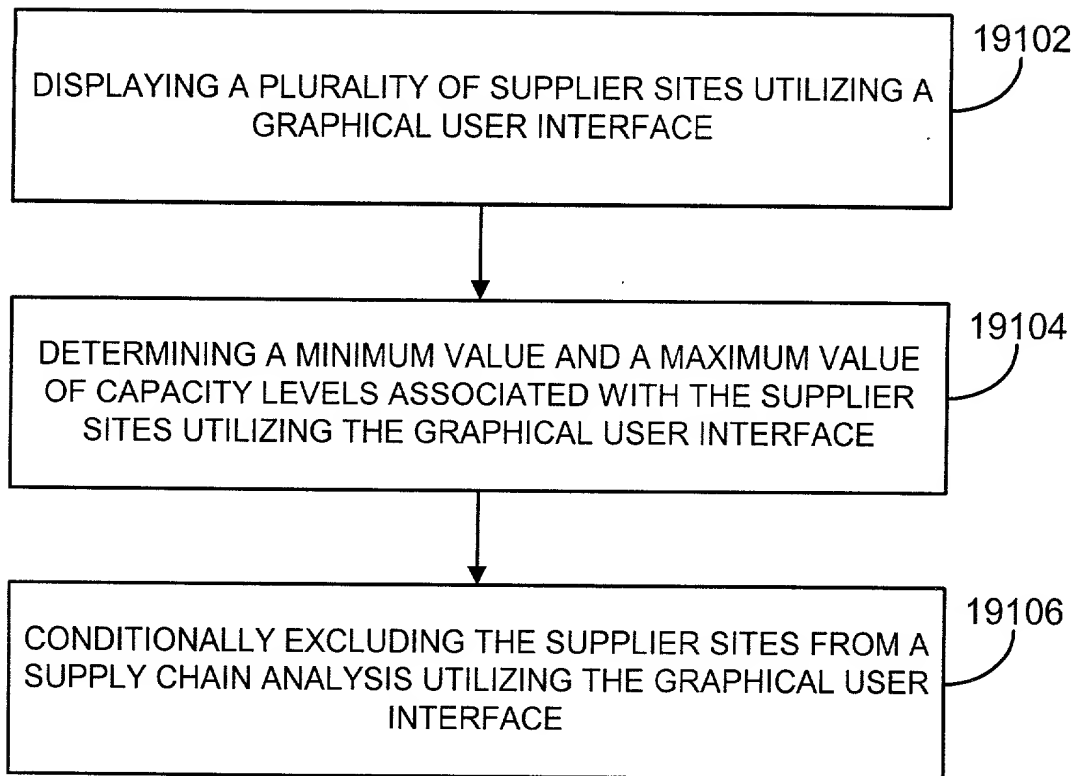 19102
DISPLAYING A PLURALITY OF SUPPLIER SITES UTILIZING A
GRAPHICAL USER INTERFACE
19104
DETERMINING A MINIMUM VALUE AND A MAXIMUM VALUE
OF CAPACITY LEVELS ASSOCIATED WITH THE SUPPLIER
SITES UTILIZING THE GRAPHICAL USER INTERFACE
19106
CONDITIONALLY EXCLUDING THE SUPPLIER SITES FROM A
SUPPLY CHAIN ANALYSIS UTILIZING THE GRAPHICAL USER
INTERFACE